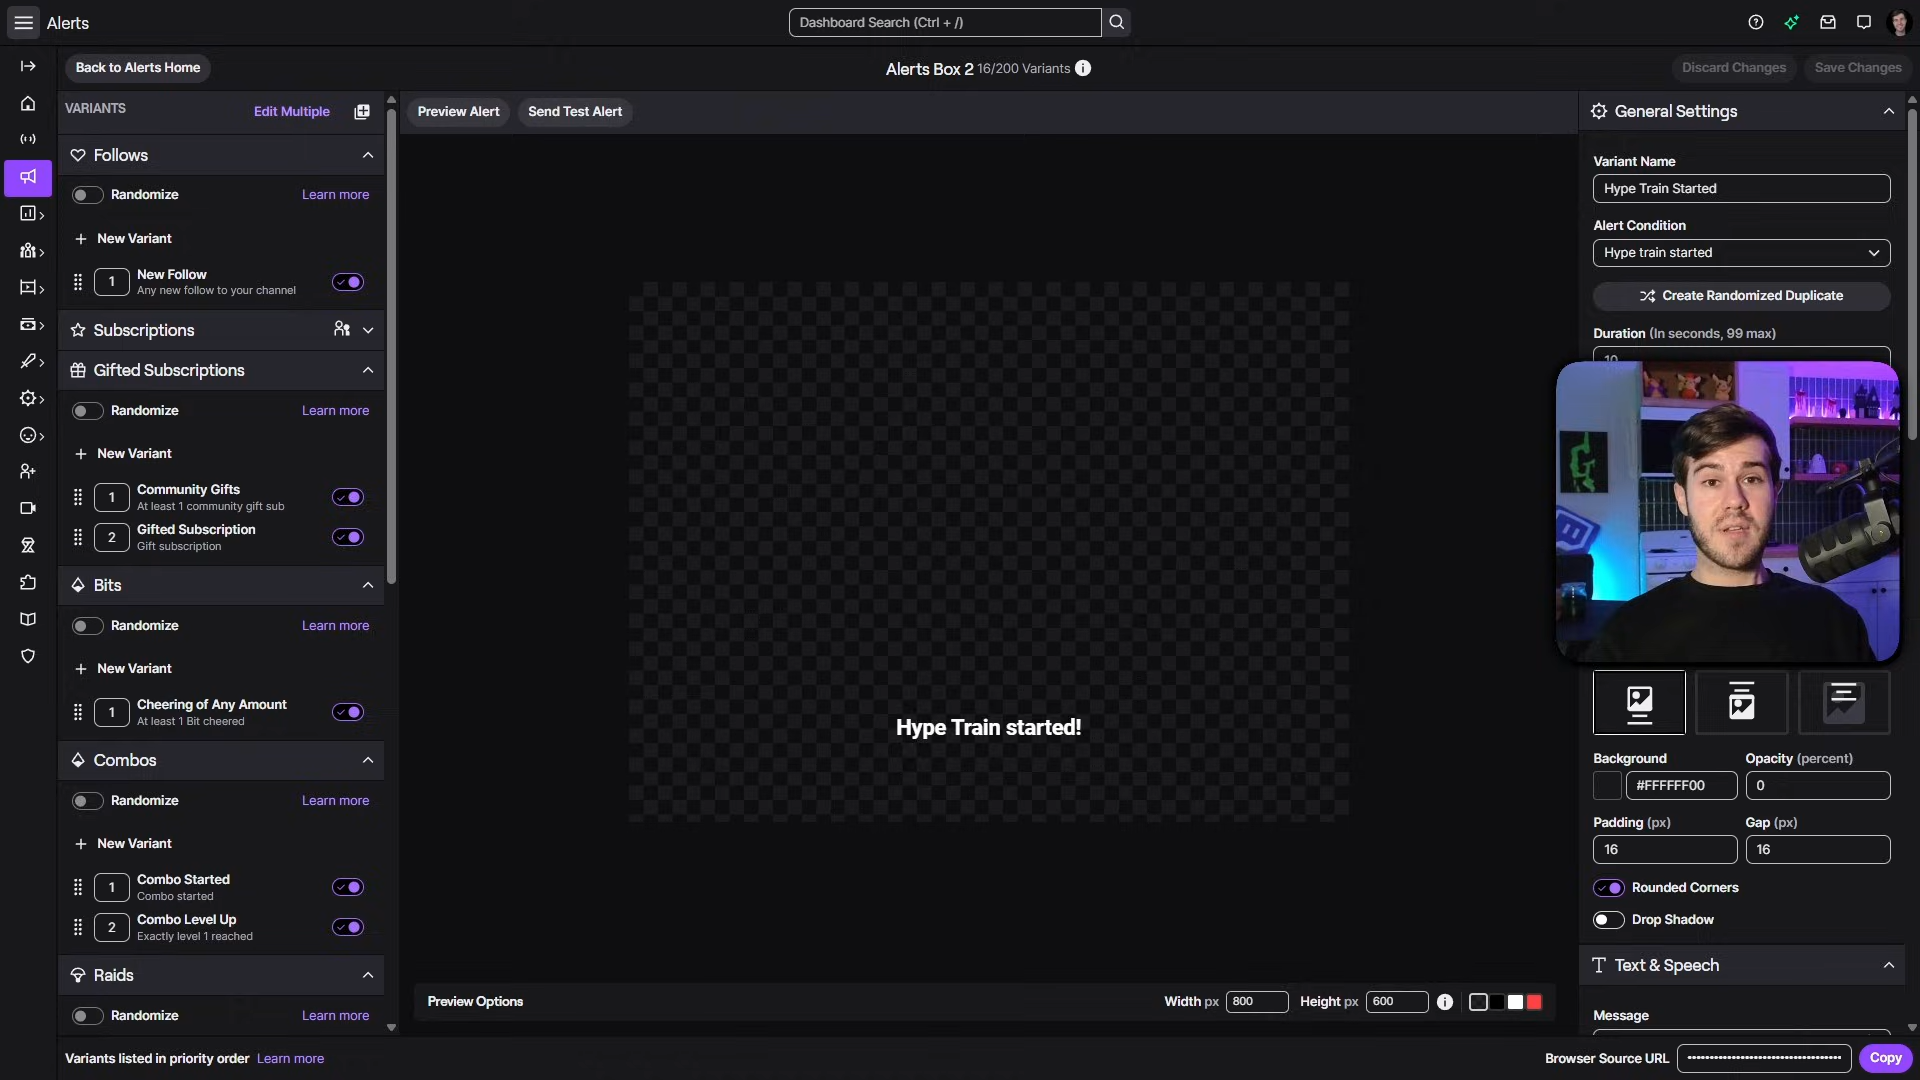 Alerts
Dashboard Search (Ctrl + /)
Back to Alerts Home
Alerts Box 2 16/200 Variants
Discard Changes
Save Changes
VARIANTS
Edit Multiple
Preview Alert
Send Test Alert
General Settings
Follows
Randomize
Learn more
New Variant
1
New Follow
Any new follow to your channel
Subscriptions
Gifted Subscriptions
Randomize
Learn more
New Variant
1
Community Gifts
At least 1 community gift sub
2
Gifted Subscription
Gift subscription
Bits
Randomize
Learn more
New Variant
1
Cheering of Any Amount
At least 1 Bit cheered
Combos
Randomize
Learn more
New Variant
1
Combo Started
Combo started
2
Combo Level Up
Exactly level 1 reached
Raids
Randomize
Learn more
Variants listed in priority order Learn more
Hype Train started!
Preview Options
Width px 800
Height px 600
Variant Name
Hype Train Started
Alert Condition
Hype train started
Create Randomized Duplicate
Duration (In seconds, 99 max)
10
Background
Opacity (percent)
#FFFFFF00
0
Padding (px)
Gap (px)
16
16
Rounded Corners
Drop Shadow
Text & Speech
Message
Browser Source URL
Copy